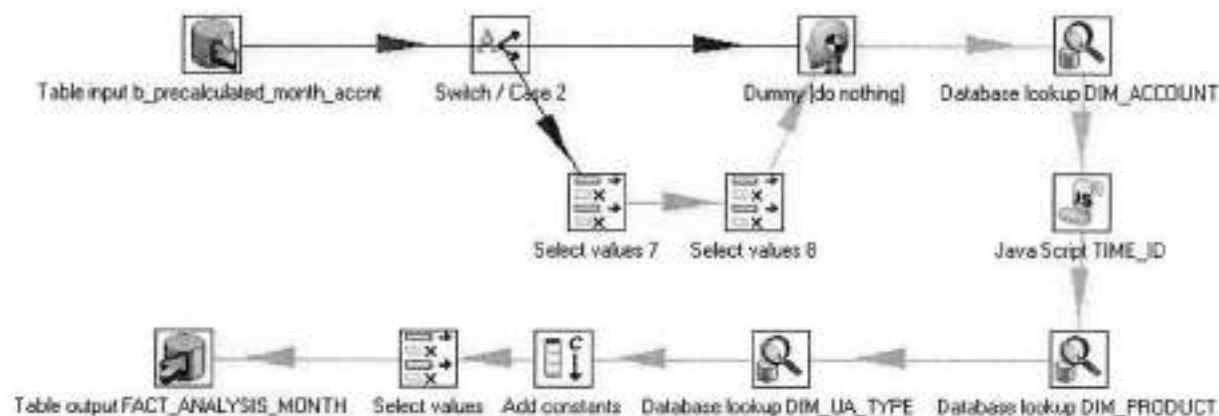 Table input b_precalculated_month_accnt
Switch / Case 2
Dummy (do nothing)
Database lookup DIM_ACCOUNT
JS
Select values 7
Select values 8
Java Script TIME_ID
C
Table output FACT_ANALYSIS_MONTH
Select values
Add constants
Database lookup DIM_UA_TYPE
Database lookup DIM_PRODUCT